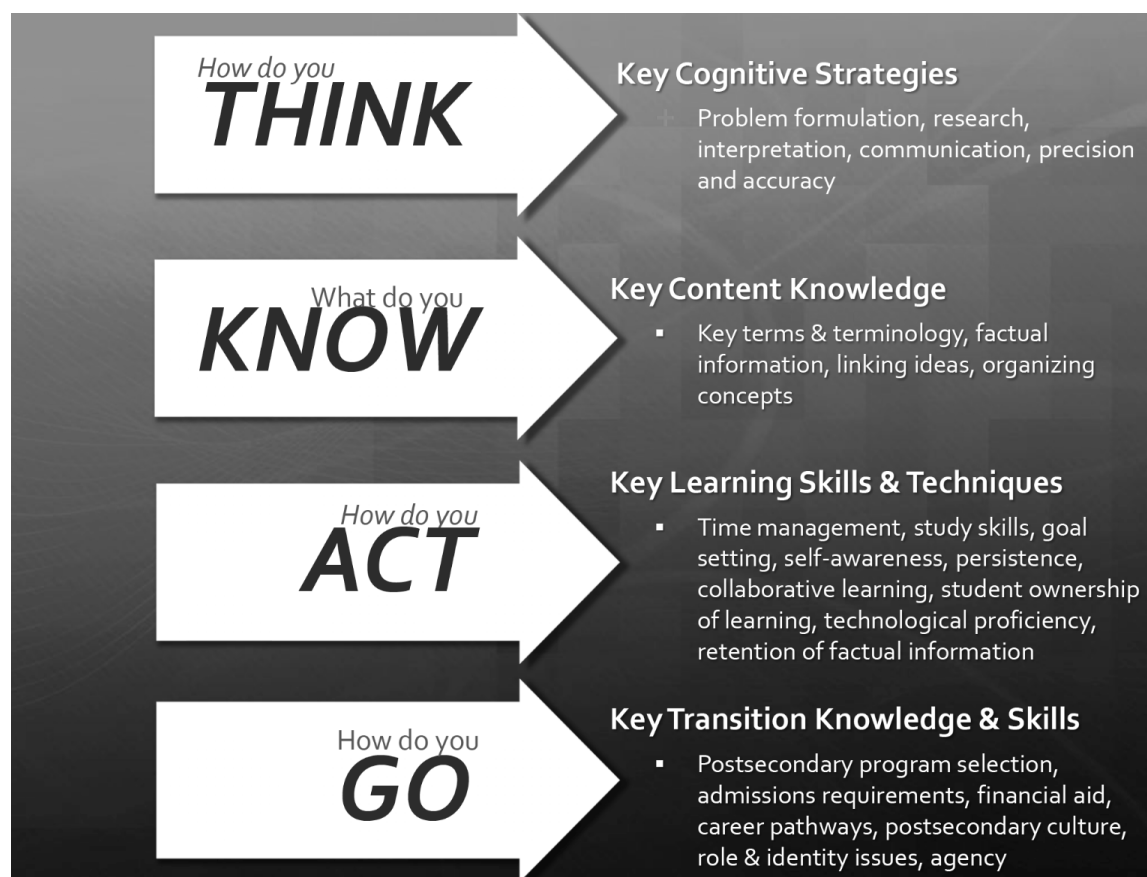 How do you
THINK
Key Cognitive Strategies
Problem formulation, research,
interpretation, communication, precision
and accuracy
What do you
KNOW
Key Content Knowledge
▪ Key terms & terminology, factual
information, linking ideas, organizing
concepts
How do you
ACT
Key Learning Skills & Techniques
▪ Time management, study skills, goal
setting, self-awareness, persistence,
collaborative learning, student ownership
of learning, technological proficiency,
retention of factual information
How do you
GO
Key Transition Knowledge & Skills
▪ Postsecondary program selection,
admissions requirements, financial aid,
career pathways, postsecondary culture,
role & identity issues, agency